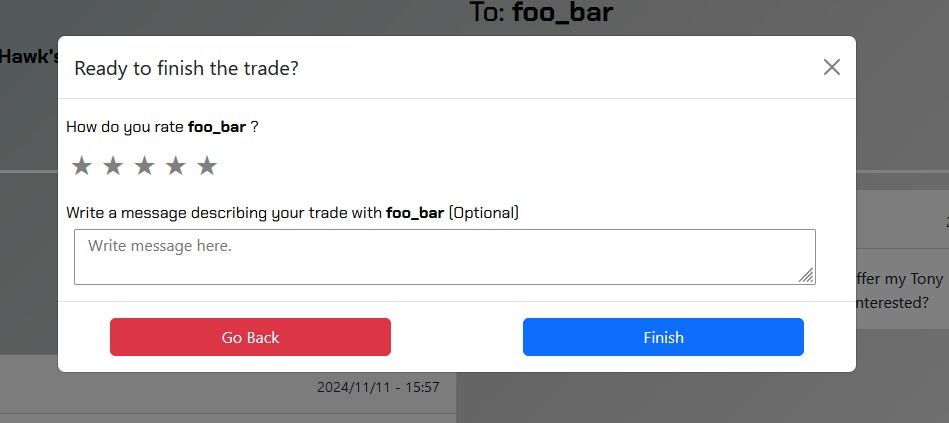 To: foo_bar
Hawk's
Ready to finish the trade?
How do you rate foo_bar ?
Write a message describing your trade with foo_bar (Optional)
Write message here.
ffer my Tony
nterested?
Go Back
Finish
2024/11/11 - 15:57